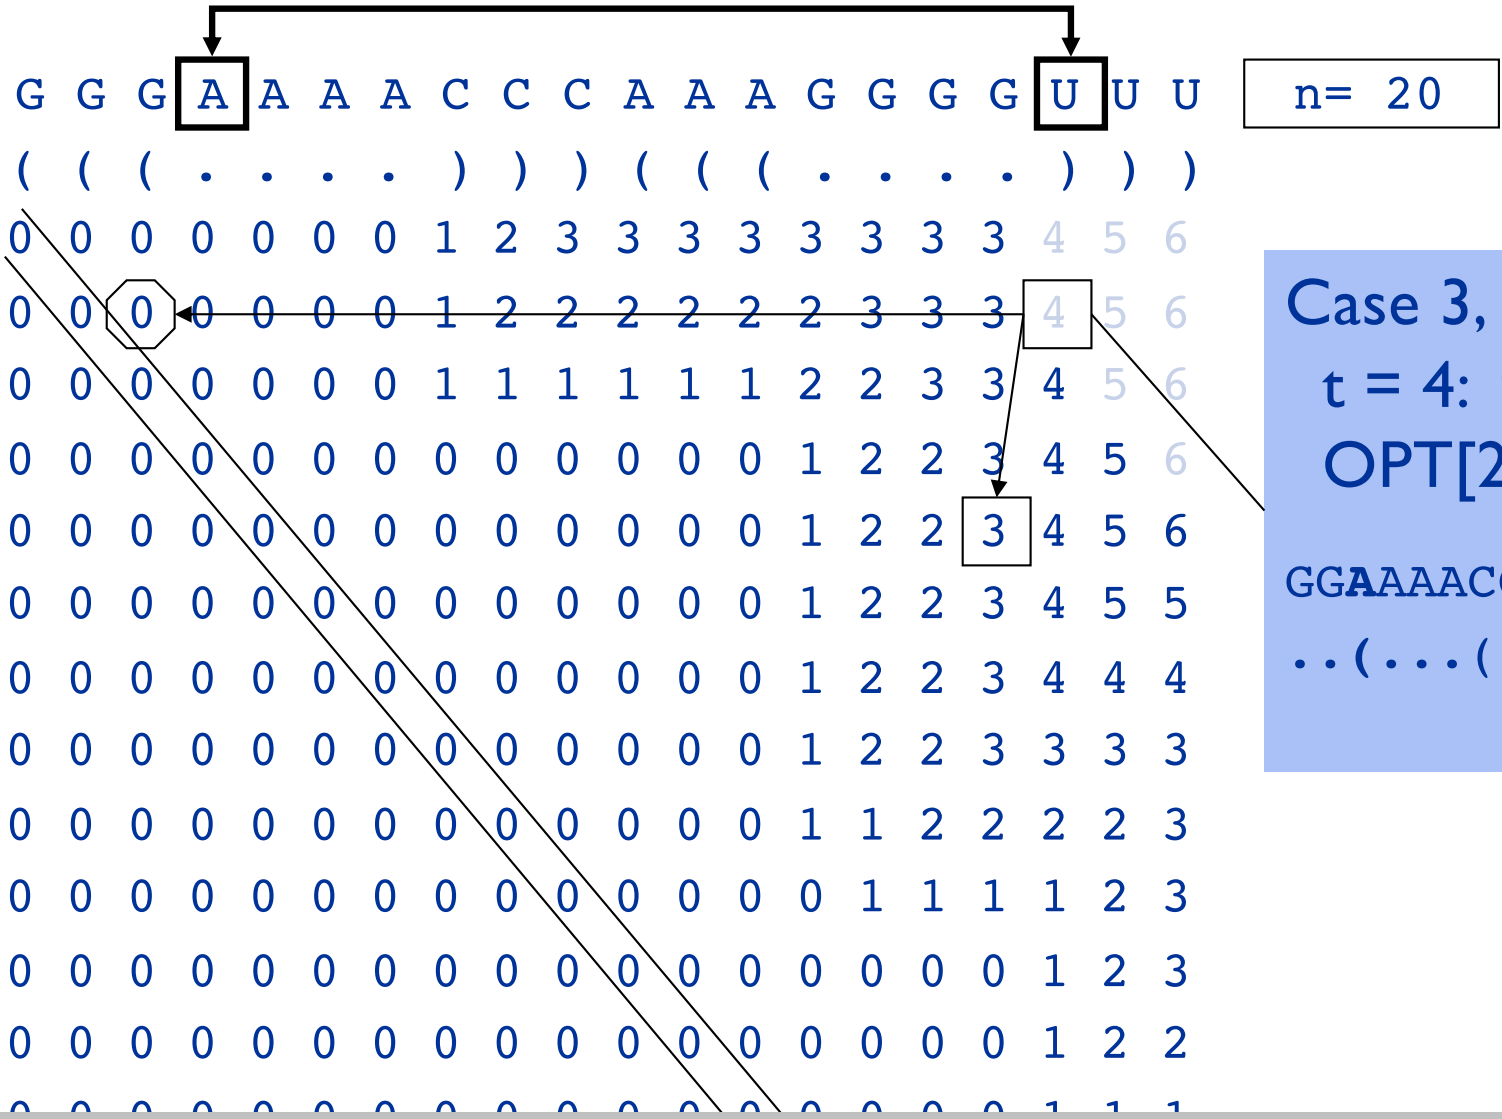 G G G A A A A C C C A A A G G G G U U U
n= 20
( ( ( . . . . ) ) ) ( ( ( . . . . ) ) )
0 0 0 0 0 0 0 1 2 3 3 3 3 3 3 3 3 4 5 6
0 0 0 0 0 0 0 1 2 2 2 2 2 2 3 3 3 4 5 6
0 0 0 0 0 0 0 1 1 1 1 1 1 2 2 3 3 4 5 6
0 0 0 0 0 0 0 0 0 0 0 0 0 1 2 2 3 4 5 6
0 0 0 0 0 0 0 0 0 0 0 0 0 1 2 2 3 4 5 6
0 0 0 0 0 0 0 0 0 0 0 0 0 1 2 2 3 4 5 5
0 0 0 0 0 0 0 0 0 0 0 0 0 1 2 2 3 4 4 4
0 0 0 0 0 0 0 0 0 0 0 0 0 1 2 2 3 3 3 3
0 0 0 0 0 0 0 0 0 0 0 0 0 1 1 2 2 2 2 3
0 0 0 0 0 0 0 0 0 0 0 0 0 0 1 1 1 1 2 3
0 0 0 0 0 0 0 0 0 0 0 0 0 0 0 0 0 1 2 3
0 0 0 0 0 0 0 0 0 0 0 0 0 0 0 0 0 1 2 2
Case 3,
t = 4:
OPT[2
GGAAAAC
..(...(